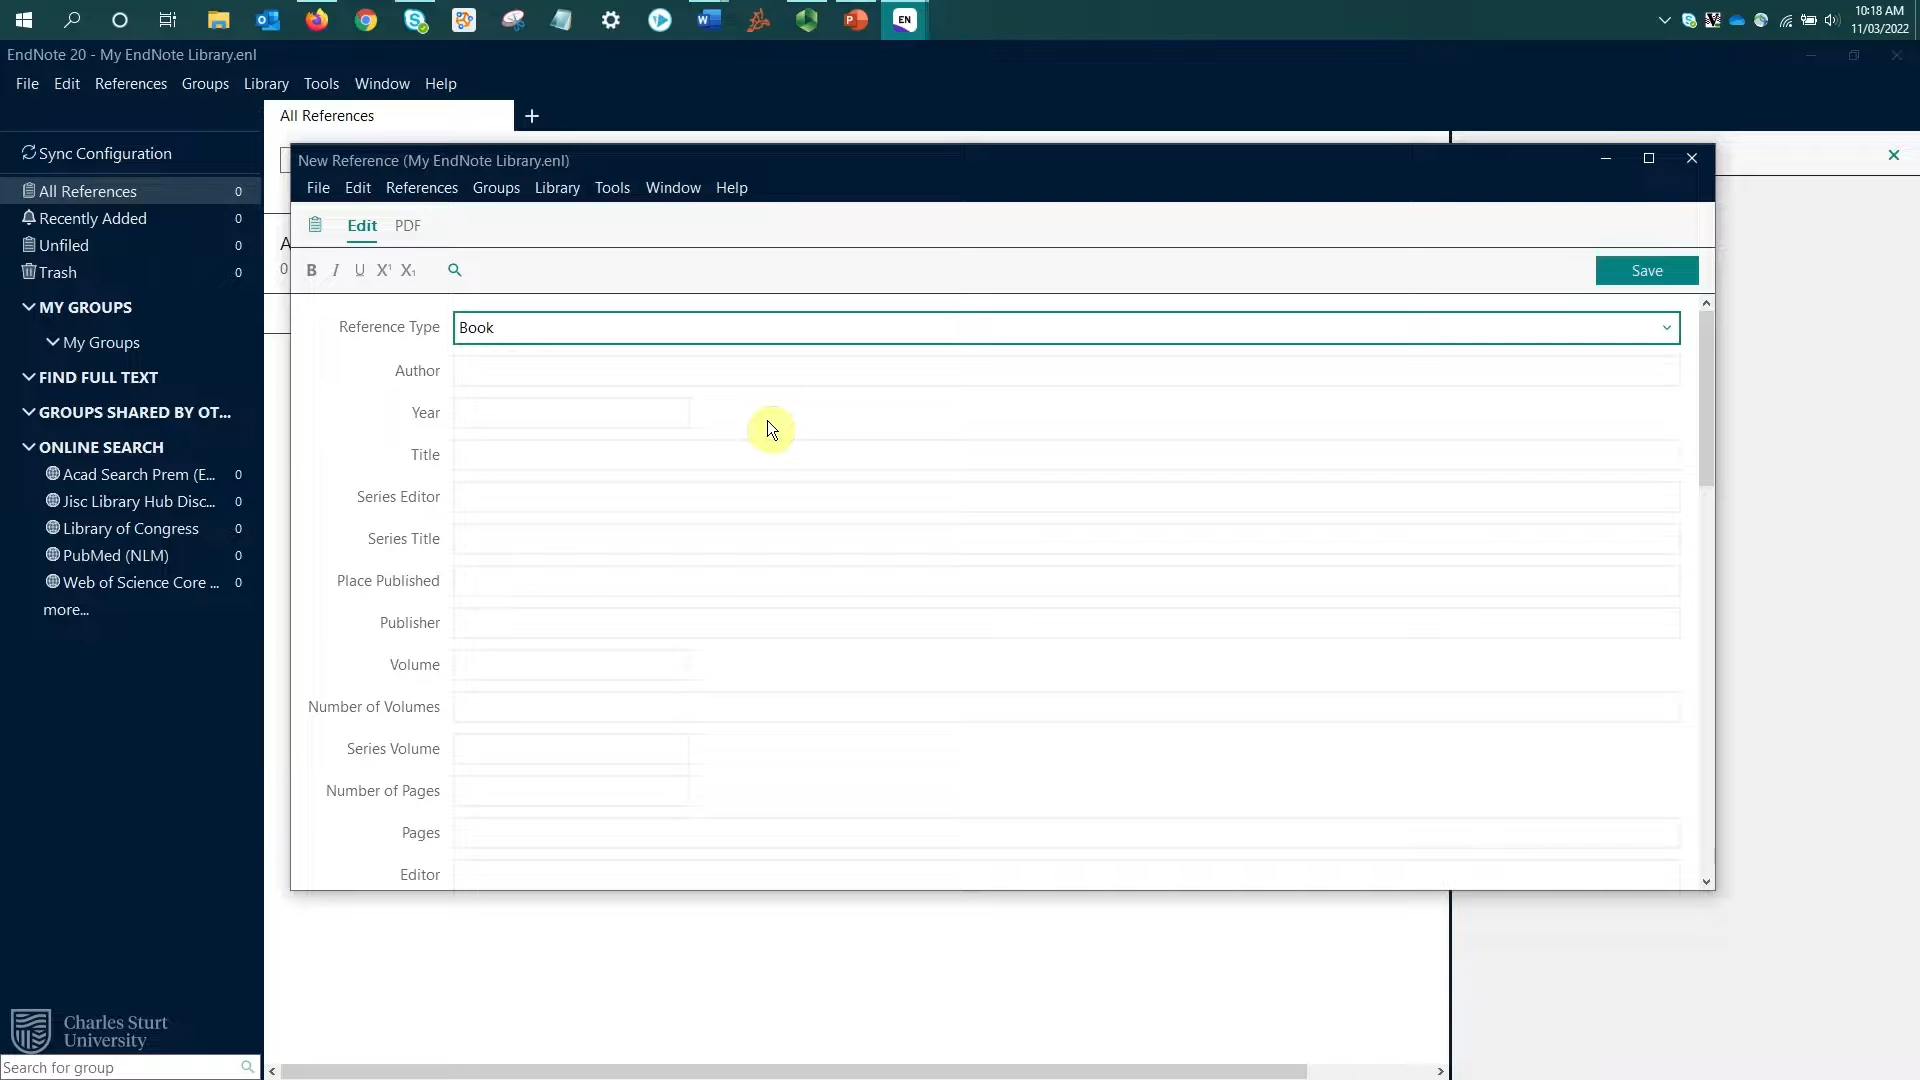 10:18 AM
11/03/2022
EN
EndNote 20 - My EndNote Library.enl
File Edit References Groups Library Tools Window Help
All References
Sync Configuration
All References 0
Recently Added 0
Unfiled 0
Trash 0
MY GROUPS
My Groups
FIND FULL TEXT
GROUPS SHARED BY OT...
ONLINE SEARCH
Acad Search Prem (E... 0
Jisc Library Hub Disc... 0
Library of Congress 0
PubMed (NLM) 0
Web of Science Core ... 0
more...
Charles Sturt
University
Search for group
A
0
New Reference (My EndNote Library.enl)
File Edit References Groups Library Tools Window Help
Edit PDF
B I U X¹ X₁
Save
Reference Type Book
Author
Year
Title
Series Editor
Series Title
Place Published
Publisher
Volume
Number of Volumes
Series Volume
Number of Pages
Pages
Editor